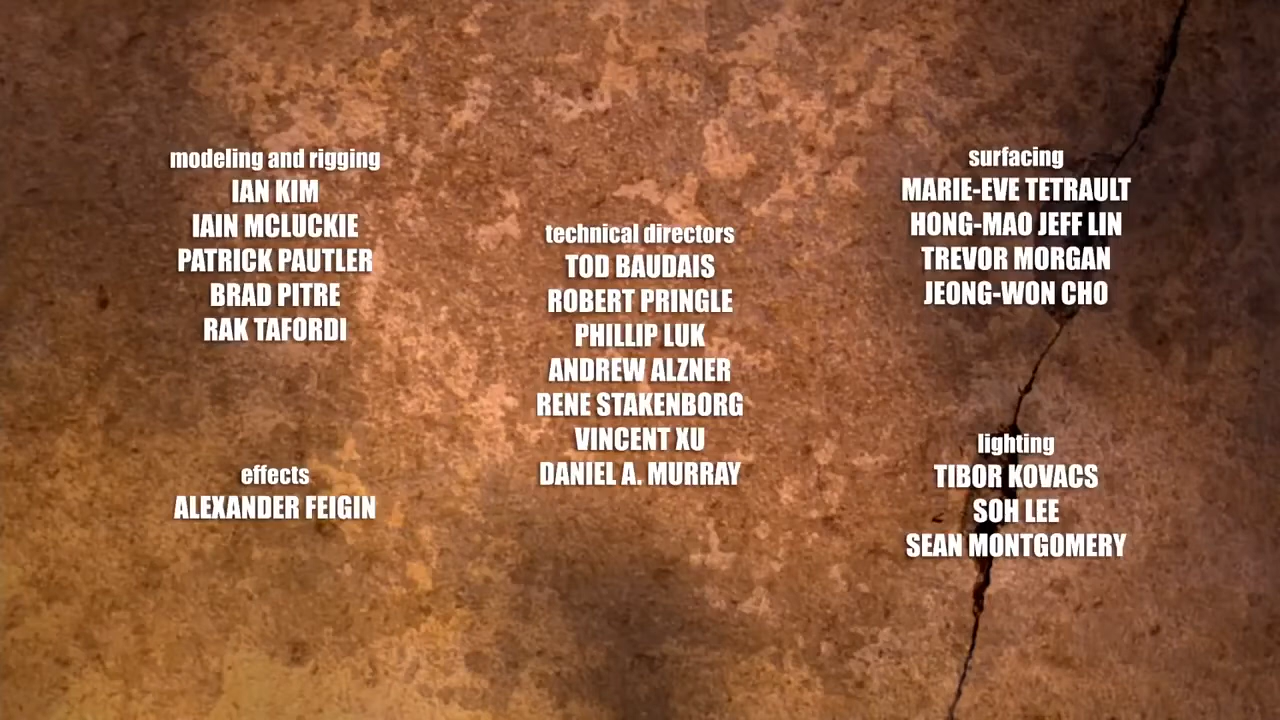 modeling and rigging
IAN KIM
IAIN MCLUCKIE
PATRICK PAUTLER
BRAD PITRE
RAK TAFORDI
effects
ALEXANDER FEIGIN
technical directors
TOD BAUDAIS
ROBERT PRINGLE
PHILLIP LUK
ANDREW ALZNER
RENE STAKENBORG
VINCENT XU
DANIEL A. MURRAY
surfacing
MARIE-EVE TETRAULT
HONG-MAO JEFF LIN
TREVOR MORGAN
JEONG-WON CHO
lighting
TIBOR KOVACS
SOH LEE
SEAN MONTGOMERY